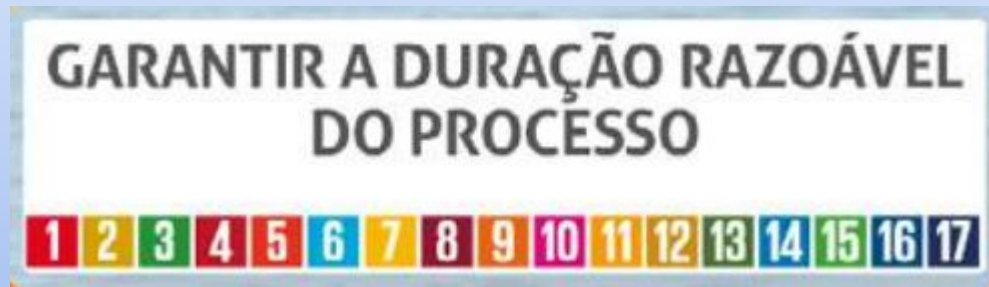 GARANTIR A DURAÇÃO RAZOÁVEL
DO PROCESSO
1 2 3 4 5 6 7 8 9 10 11 12 13 14 15 16 17